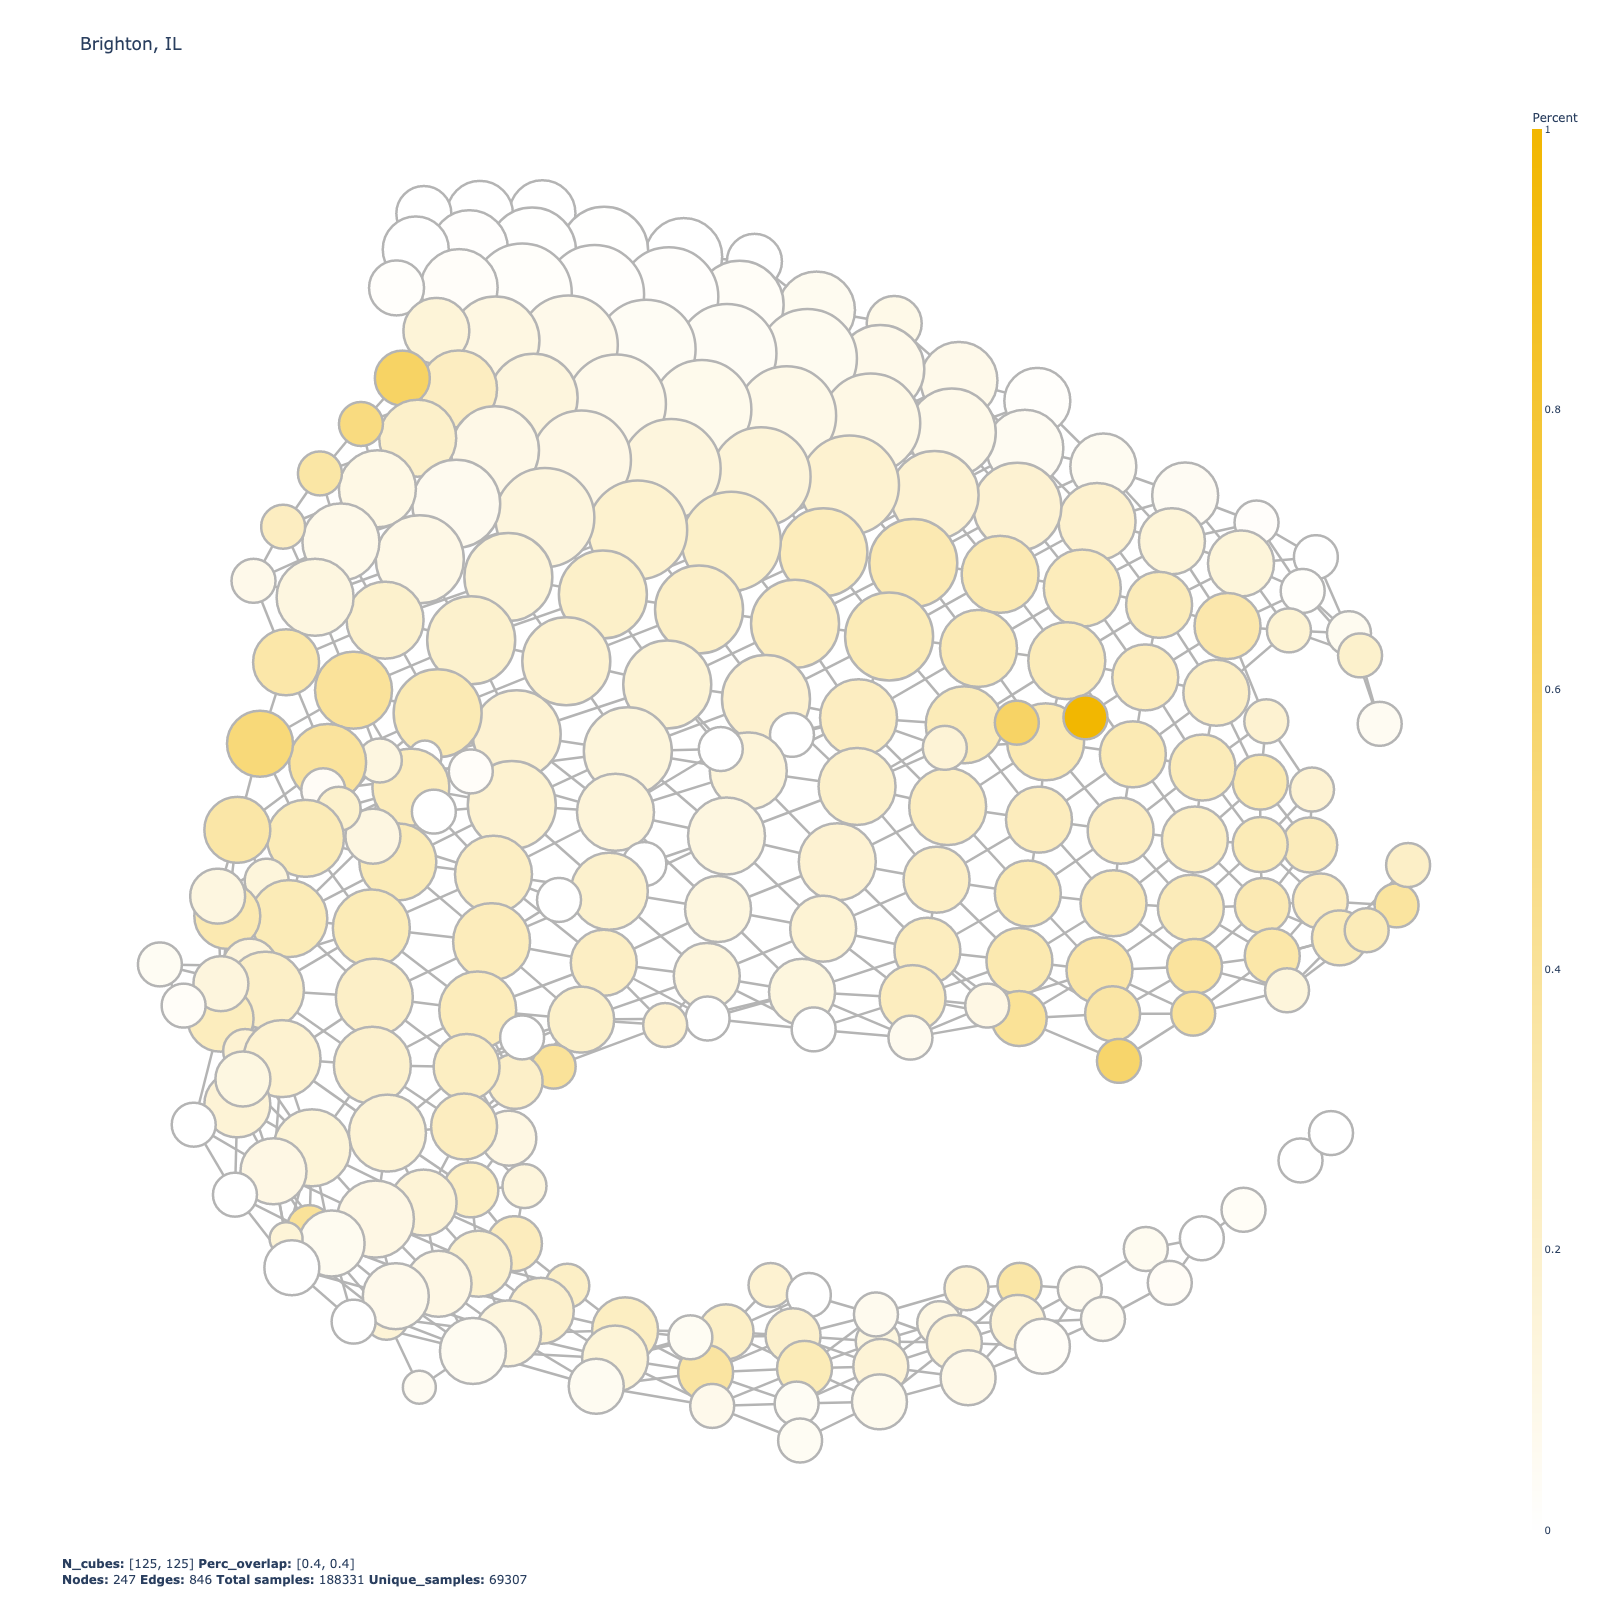 Brighton, IL
Percent
1
0.8
0.6
0.4
0.2
0
N_cubes: [125, 125] Perc_overlap: [0.4, 0.4]
Nodes: 247 Edges: 846 Total samples: 188331 Unique_samples: 69307